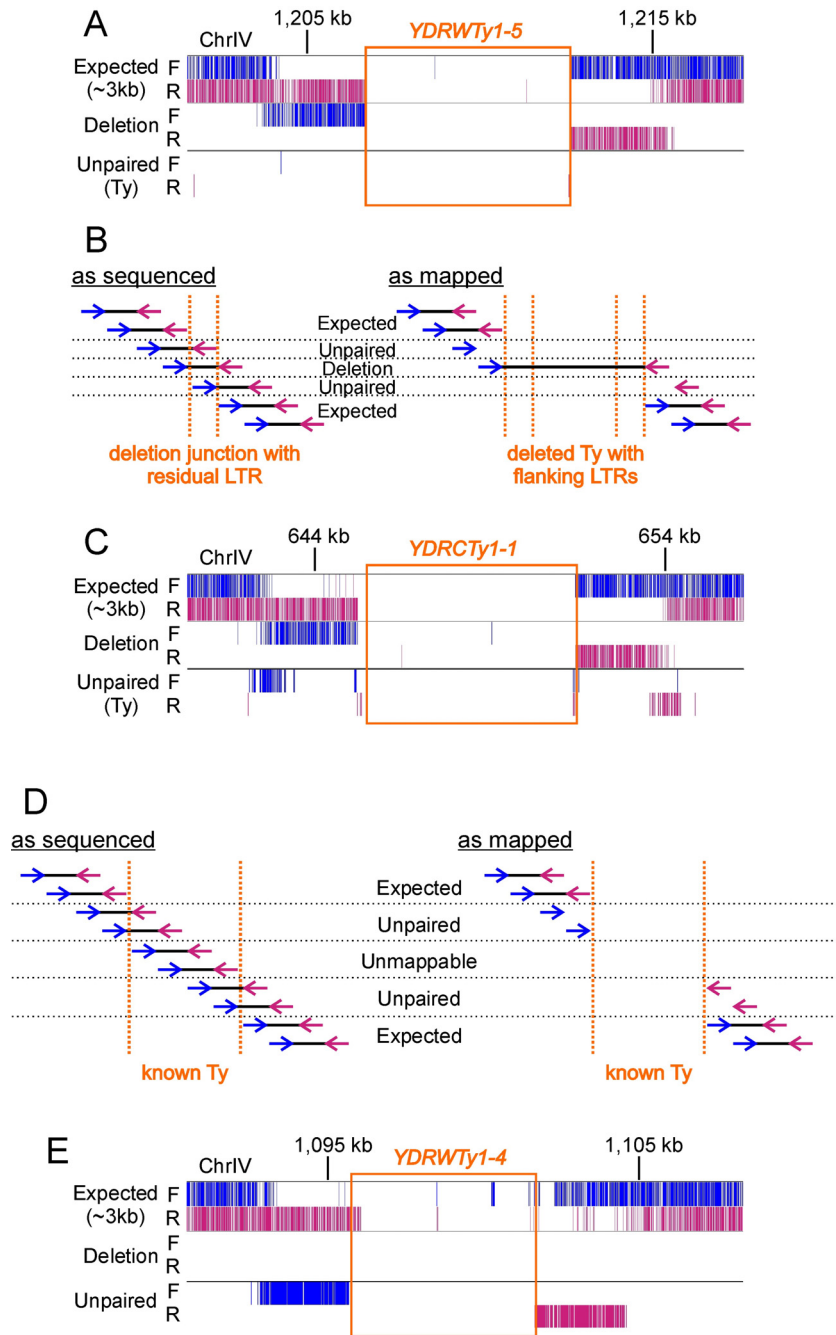 A
1,205 kb
YDRWTy1-5
1,215 kb
ChrIV
Expected F
(~3kb) R
Deletion F
R
Unpaired F
(Ty) R
B
as sequenced
as mapped
Expected
Unpaired
Deletion
Unpaired
Expected
deletion junction with
residual LTR
deleted Ty with
flanking LTRs
C
644 kb
YDRCTy1-1
654 kb
ChrIV
Expected F
(~3kb) R
Deletion F
R
Unpaired F
(Ty) R
D
as sequenced
as mapped
Expected
Unpaired
Unmappable
Unpaired
Expected
known Ty
known Ty
E
1,095 kb
YDRWTy1-4
1,105 kb
ChrIV
Expected F
(~3kb) R
Deletion F
R
Unpaired F
R